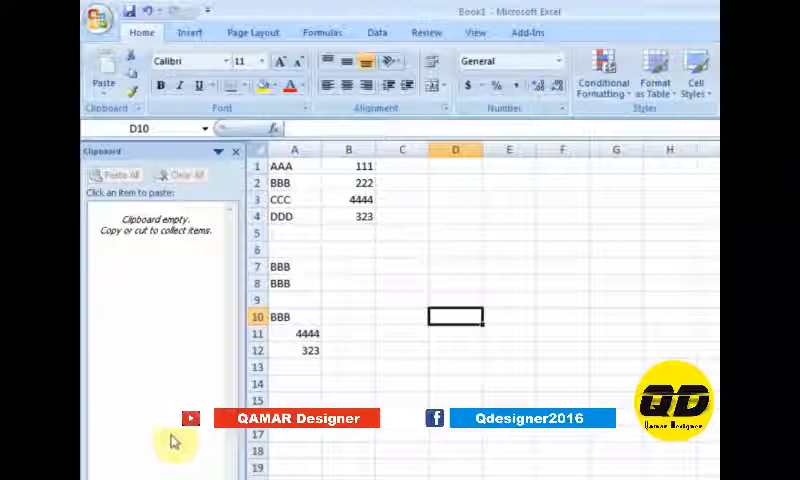 Book1 - Microsoft Excel
Home Insert Page Layout Formulas Data Review View Add-Ins
Calibri 11 General
Paste Conditional Formatting Format as Table Cell Styles
Clipboard Font Alignment Number Styles
D10 fx
Clipboard
Paste All Clear All
Click an item to paste:
Clipboard empty.
Copy or cut to collect items.
A B C D E F G H
1 AAA 111
2 BBB 222
3 CCC 4444
4 DDD 323
5
6
7 BBB
8 BBB
9
10 BBB
11 4444
12 323
13
14
15
QAMAR Designer
Qdesigner2016
QD
Qamar Designer
17
18
19